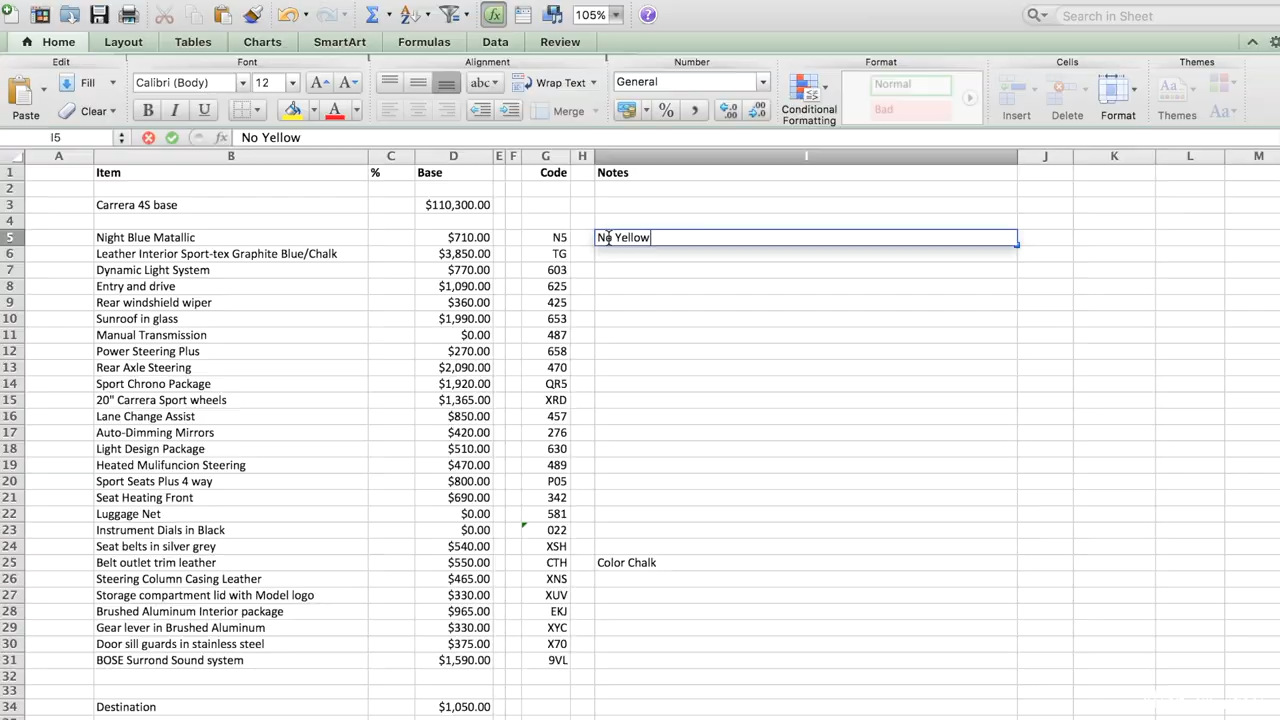 105%
Search in Sheet
Home Layout Tables Charts SmartArt Formulas Data Review
Edit Font Alignment Number Format Cells Themes
Fill Calibri (Body) 12 A A abc Wrap Text General Normal
Paste Clear B I U A Merge % , Conditional Formatting Bad Insert Delete Format Themes Aa
I5 fx No Yellow
A B C D E F G H I J K L M
1 Item % Base Code Notes
2
3 Carrera 4S base $110,300.00
4
5 Night Blue Matallic $710.00 N5 No Yellow
6 Leather Interior Sport-tex Graphite Blue/Chalk $3,850.00 TG
7 Dynamic Light System $770.00 603
8 Entry and drive $1,090.00 625
9 Rear windshield wiper $360.00 425
10 Sunroof in glass $1,990.00 653
11 Manual Transmission $0.00 487
12 Power Steering Plus $270.00 658
13 Rear Axle Steering $2,090.00 470
14 Sport Chrono Package $1,920.00 QR5
15 20" Carrera Sport wheels $1,365.00 XRD
16 Lane Change Assist $850.00 457
17 Auto-Dimming Mirrors $420.00 276
18 Light Design Package $510.00 630
19 Heated Mulifuncion Steering $470.00 489
20 Sport Seats Plus 4 way $800.00 P05
21 Seat Heating Front $690.00 342
22 Luggage Net $0.00 581
23 Instrument Dials in Black $0.00 022
24 Seat belts in silver grey $540.00 XSH
25 Belt outlet trim leather $550.00 CTH Color Chalk
26 Steering Column Casing Leather $465.00 XNS
27 Storage compartment lid with Model logo $330.00 XUV
28 Brushed Aluminum Interior package $965.00 EKJ
29 Gear lever in Brushed Aluminum $330.00 XYC
30 Door sill guards in stainless steel $375.00 X70
31 BOSE Surrond Sound system $1,590.00 9VL
32
33
34 Destination $1,050.00